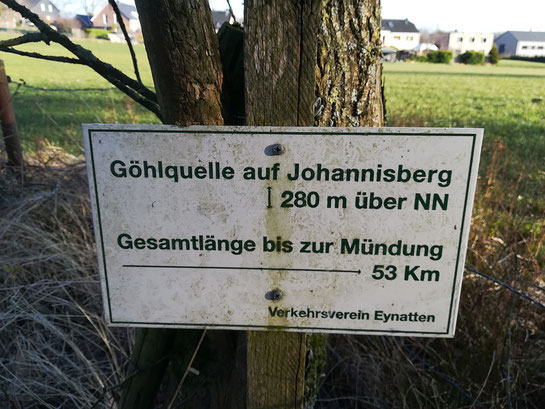 Göhlquelle auf Johannisberg
280 m über NN
Gesamtlänge bis zur Mündung
53 Km
Verkehrsverein Eynatten